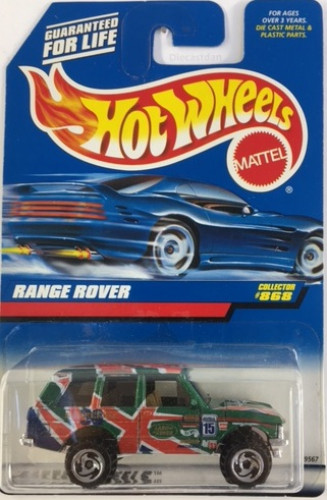 GUARANTEED
FOR LIFE
FOR AGES
OVER 3 YEARS.
DIE CAST METAL &
PLASTIC PARTS.
Hot Wheels
MATTEL
®
RANGE ROVER
COLLECTOR
#868
15